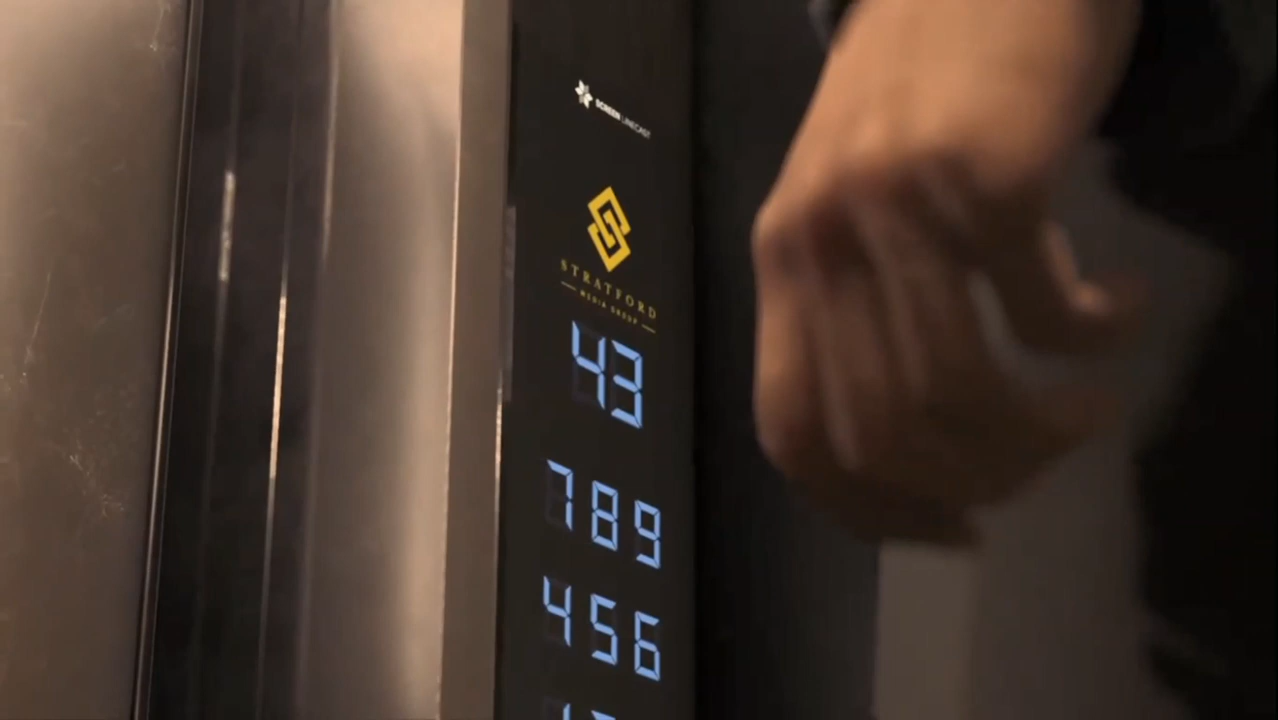 SCREEN LINECAST
STRATFORD
MEDIA GROUP
43
789
456